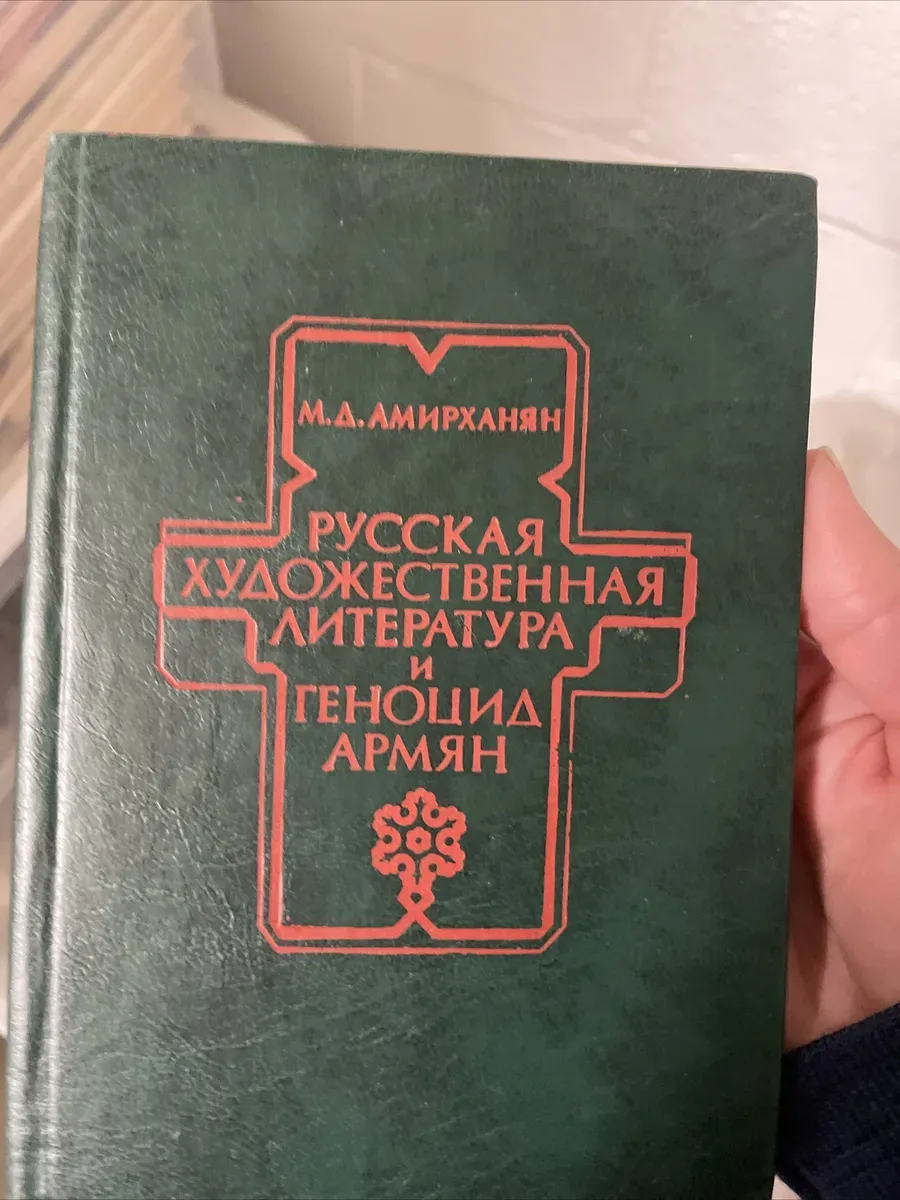 М.Д.АМИРХАНЯН
РУССКАЯ
ХУДОЖЕСТВЕННАЯ
ЛИТЕРАТУРА
и
ГЕНОЦИД
АРМЯН